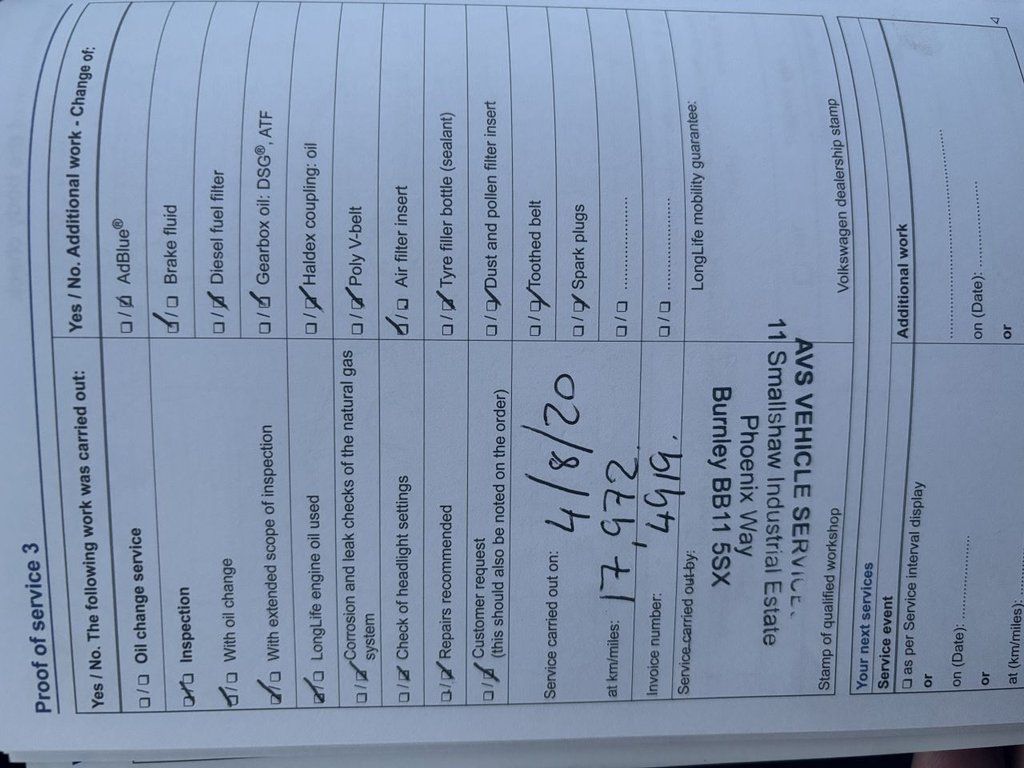 Proof of service 3
Yes / No. The following work was carried out:
Yes / No. Additional work - Change of:
□ / □ Oil change service
□ / ☑ AdBlue®
☑ / □ Inspection
☑ / □ Brake fluid
☑ / □ With oil change
□ / ☑ Diesel fuel filter
☑ / □ With extended scope of inspection
□ / ☑ Gearbox oil: DSG®, ATF
☑ / □ LongLife engine oil used
□ / ☑ Haldex coupling: oil
□ / ☑ Corrosion and leak checks of the natural gas
system
□ / ☑ Poly V-belt
□ / ☑ Check of headlight settings
☑ / □ Air filter insert
□ / ☑ Repairs recommended
□ / ☑ Tyre filler bottle (sealant)
□ / ☑ Customer request
(this should also be noted on the order)
□ / ☑ Dust and pollen filter insert
□ / ☑ Toothed belt
□ / ☑ Spark plugs
□ / □ ....................
□ / □ ....................
Service carried out on: 4/8/20
at km/miles: 17,972
Invoice number: 4916.
Service carried out by:
LongLife mobility guarantee:
AVS VEHICLE SERVICE
11 Smallshaw Industrial Estate
Phoenix Way
Burnley BB11 5SX
Stamp of qualified workshop
Volkswagen dealership stamp
Your next services
Service event
Additional work
□ as per Service interval display
or
on (Date): ....................
or
at (km/miles):
....................
on (Date): ....................
or